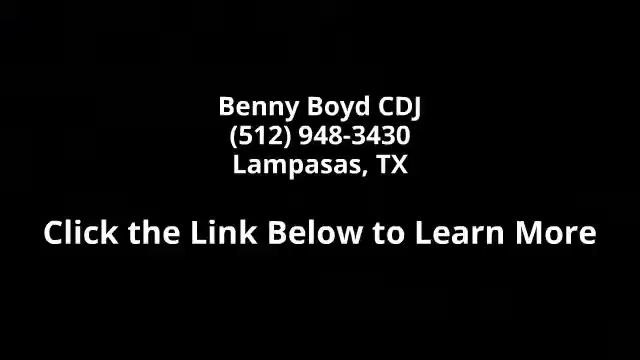 Benny Boyd CDJ
(512) 948-3430
Lampasas, TX
Click the Link Below to Learn More